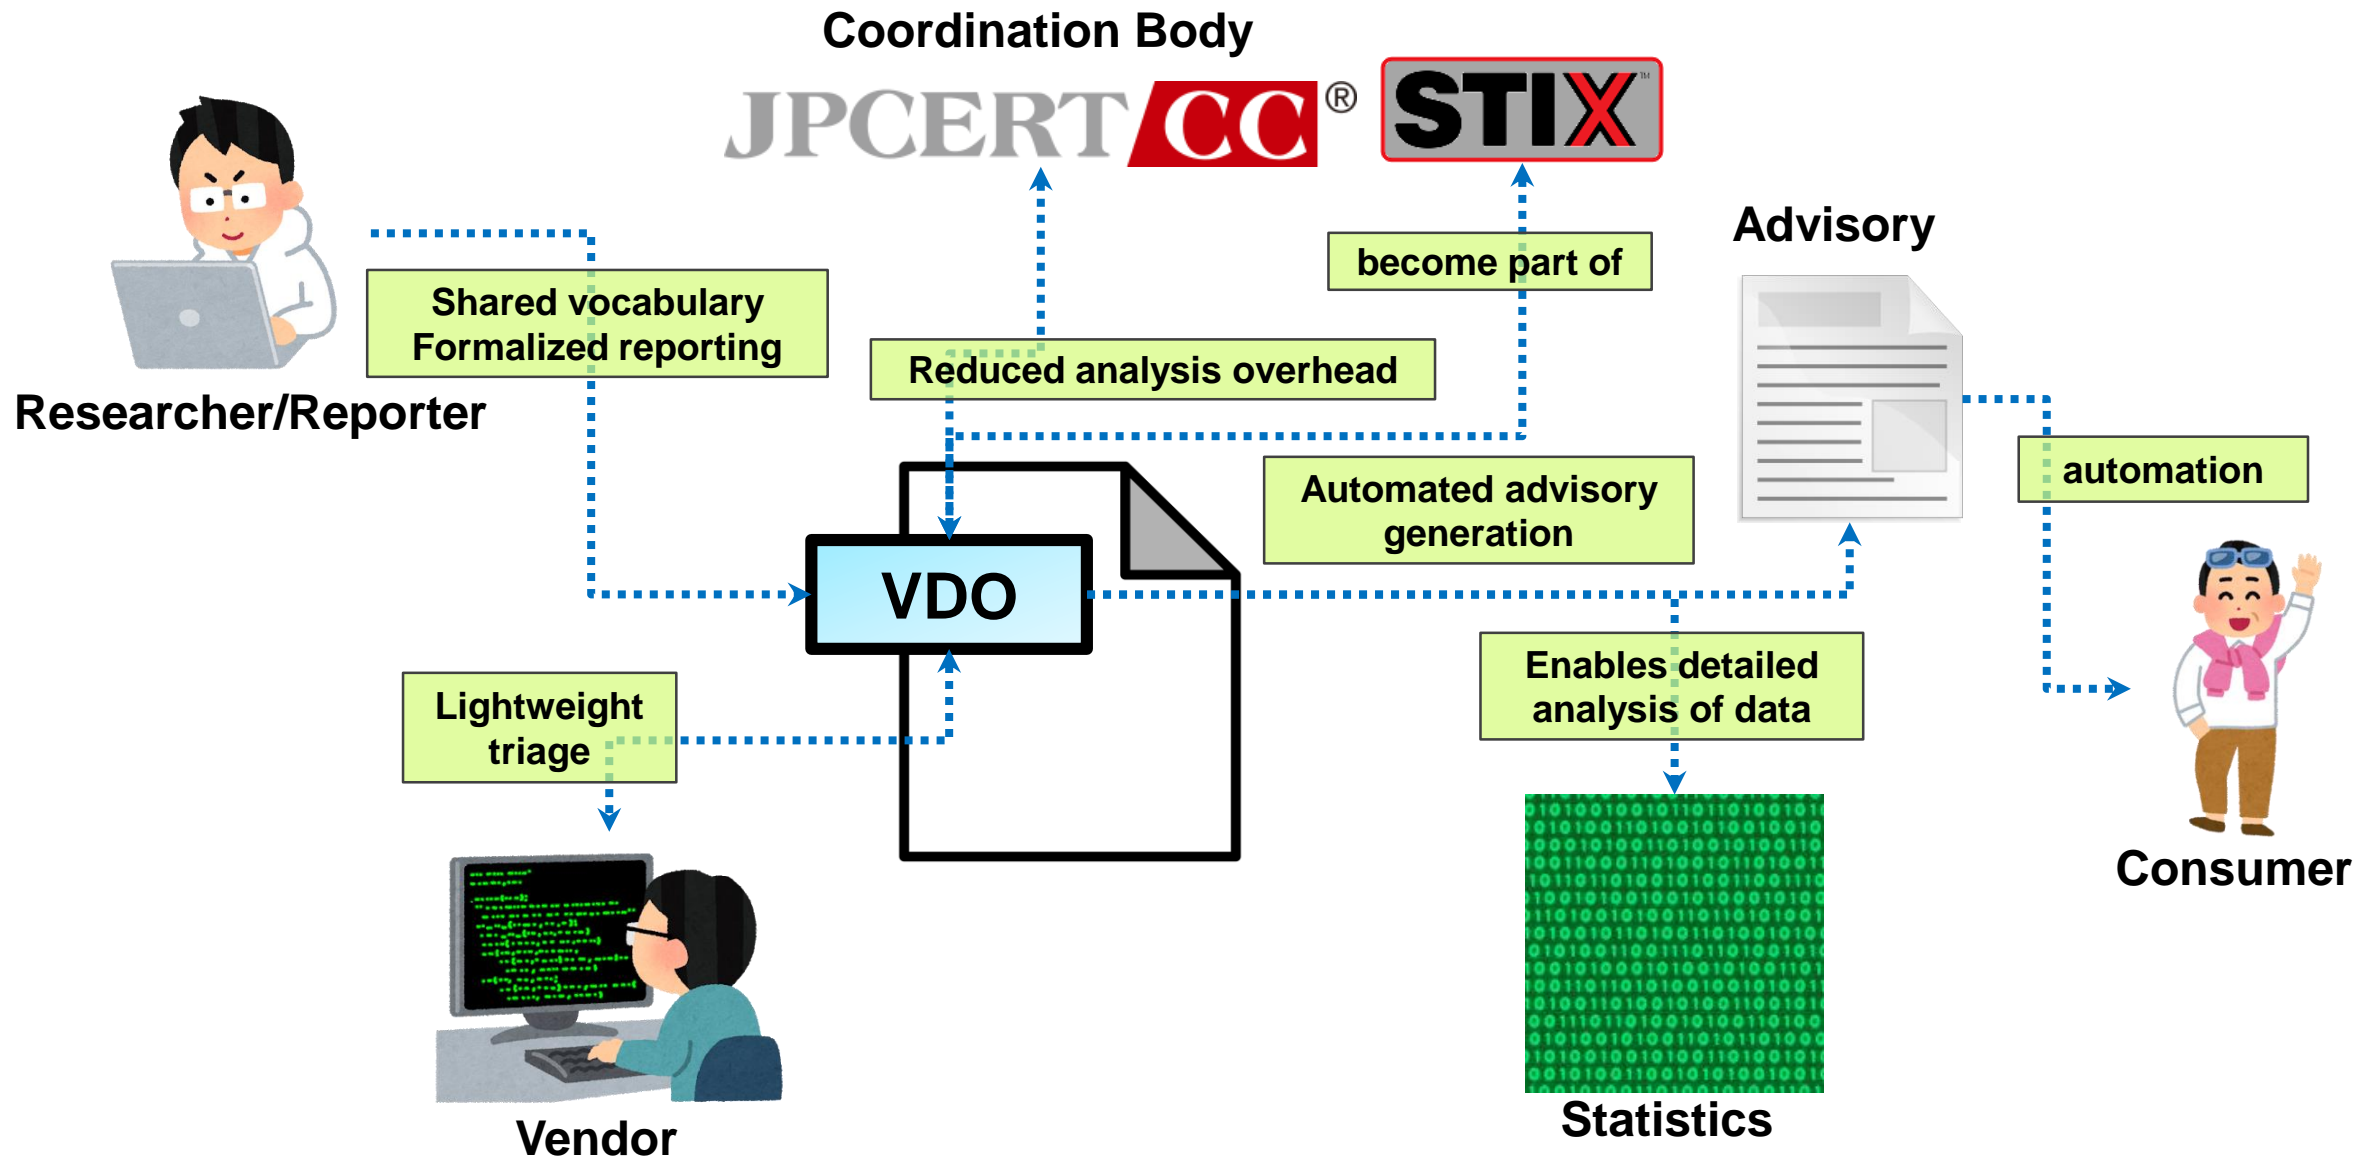 Coordination Body
JPCERT CC®
STIX™
Advisory
become part of
Shared vocabulary
Formalized reporting
Reduced analysis overhead
Researcher/Reporter
automation
Automated advisory
generation
VDO
Enables detailed
analysis of data
Lightweight
triage
Consumer
Statistics
Vendor